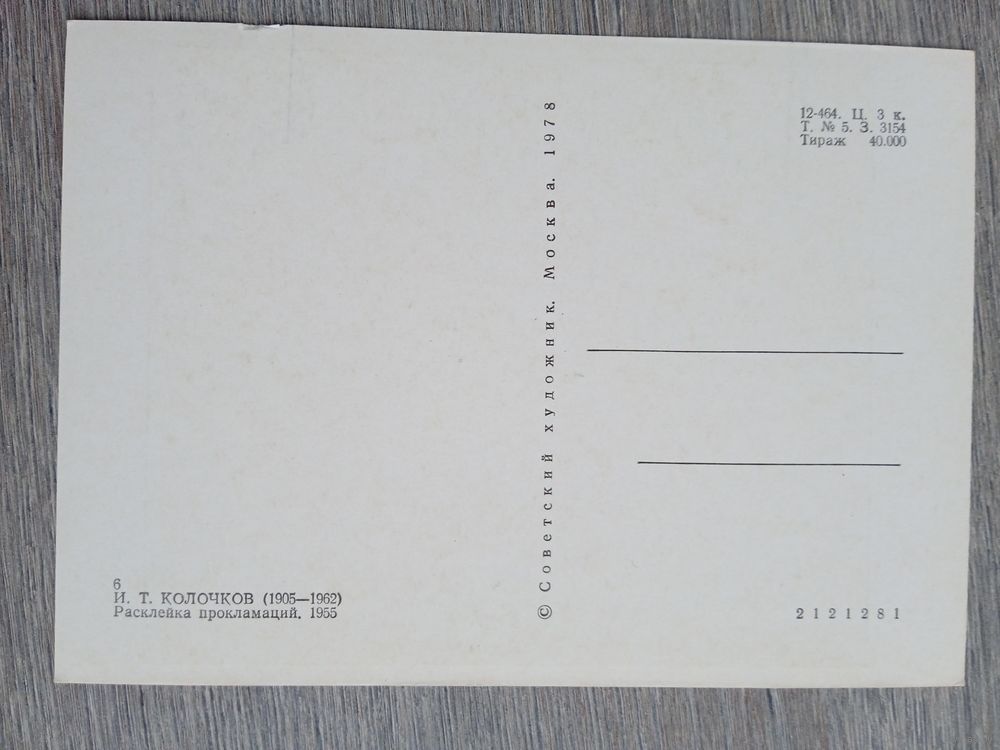 12-464. Ц. 3 к.
Т. № 5. З. 3154
Тираж 40.000
© Советский художник. Москва. 1978
6
И. Т. КОЛОЧКОВ (1905—1962)
Расклейка прокламаций. 1955
2121281